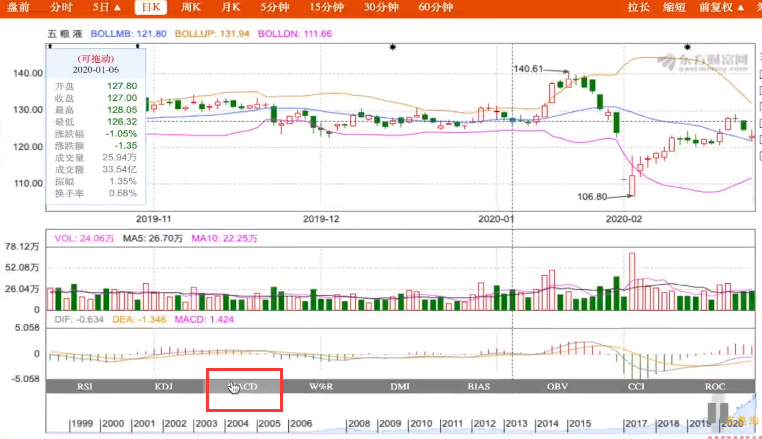 盘前 分时 5日▲ 日K 周K 月K 5分钟 15分钟 30分钟 60分钟 拉长 缩短 前复权▲
五粮液 BOLLMB: 121.80 BOLLUP: 131.94 BOLLDN: 111.66
(可拖动)
2020-01-06
开盘 127.80
收盘 127.00
最高 128.05
最低 126.32
涨跌幅 -1.05%
涨跌额 -1.35
成交量 25.94万
成交额 33.54亿
振幅 1.35%
换手率 0.68%
140.00
130.00
120.00
110.00
140.61
106.80
东方财富网
eastmoney.com
2019-11 2019-12 2020-01 2020-02
VOL: 24.06万 MA5: 26.70万 MA10: 22.25万
78.12万
52.08万
26.04万
0
DIF: -0.634 DEA: -1.346 MACD: 1.424
5.058
0
-5.058
RSI KDJ MACD W%R DMI BIAS OBV CCI ROC
1999 2000 2001 2002 2003 2004 2005 2006 2014 2015 2017 2018 2019 2020